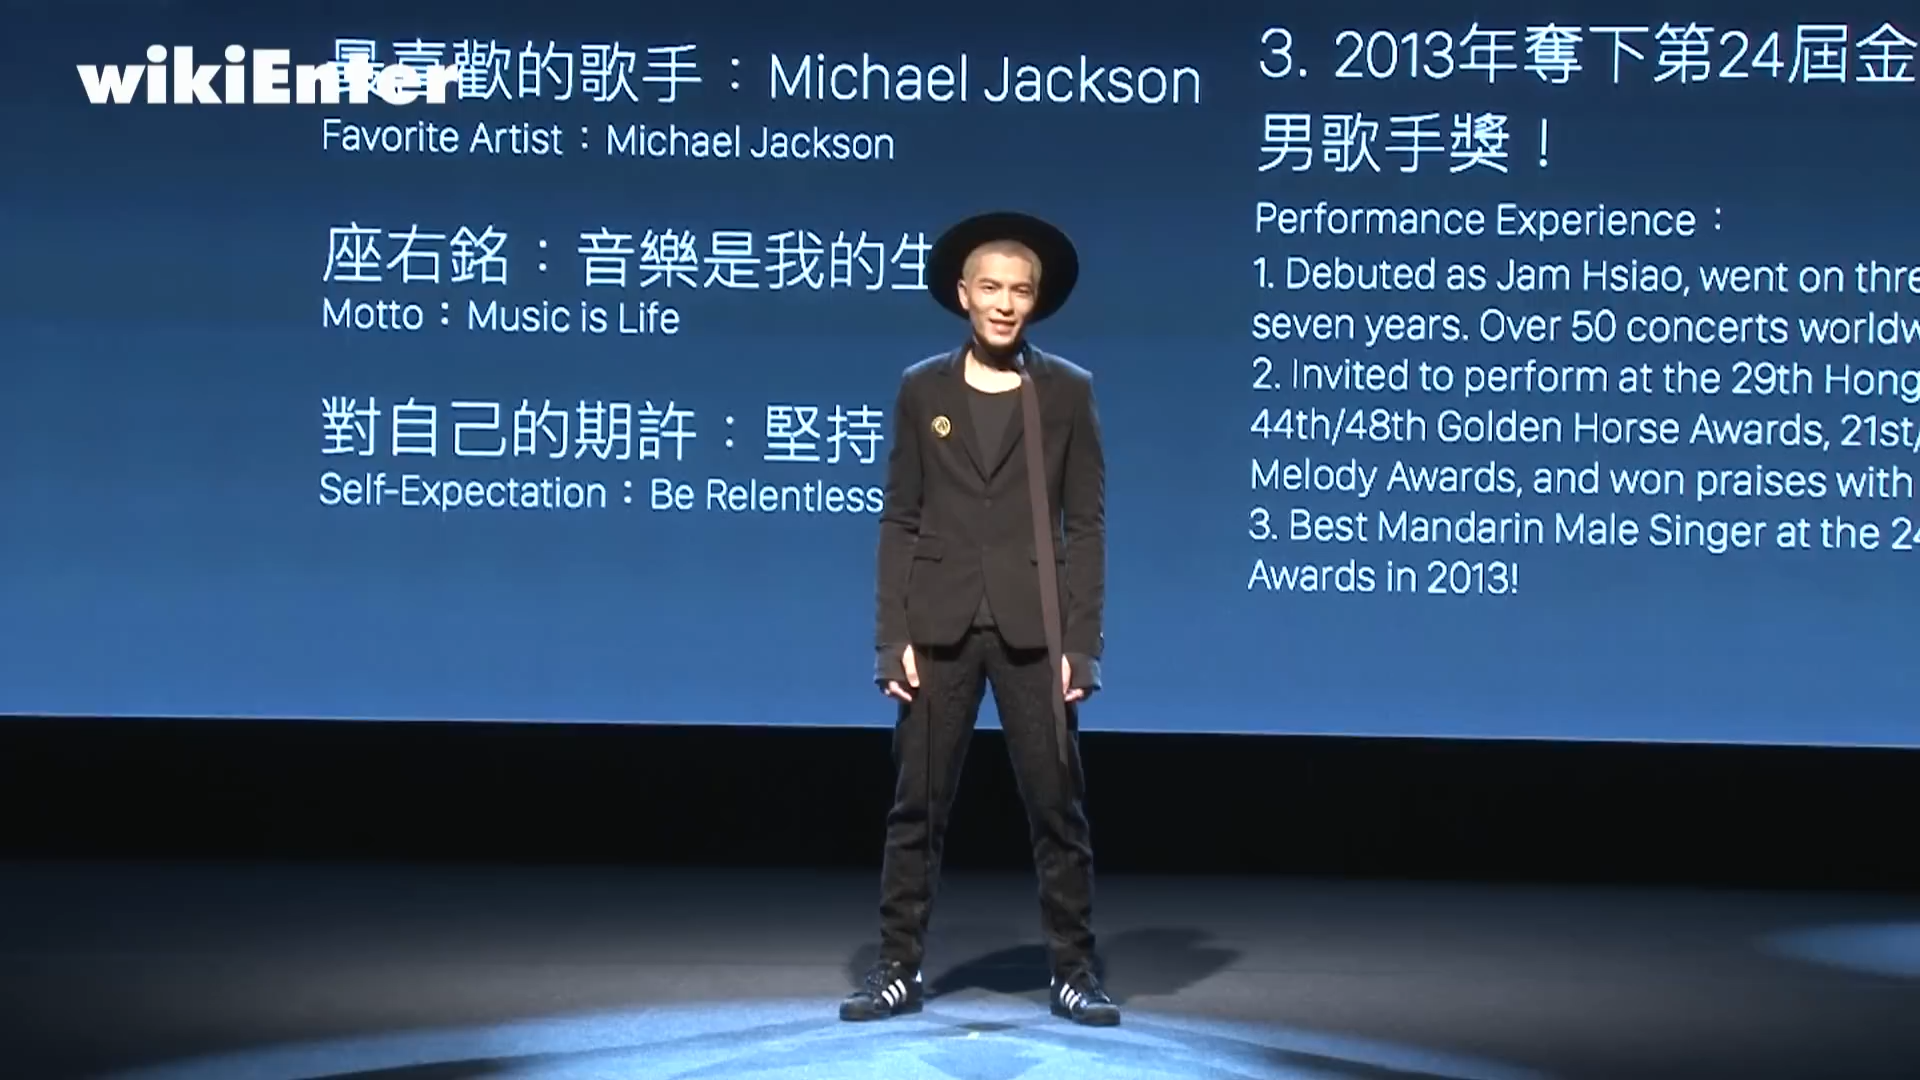 wikiEnter
最喜歡的歌手：Michael Jackson
Favorite Artist：Michael Jackson
座右銘：音樂是我的生
Motto：Music is Life
對自己的期許：堅持
Self-Expectation：Be Relentless
3. 2013年奪下第24屆金
男歌手獎！
Performance Experience：
1. Debuted as Jam Hsiao, went on thre
seven years. Over 50 concerts worldw
2. Invited to perform at the 29th Hong
44th/48th Golden Horse Awards, 21st/
Melody Awards, and won praises with
3. Best Mandarin Male Singer at the 24
Awards in 2013!